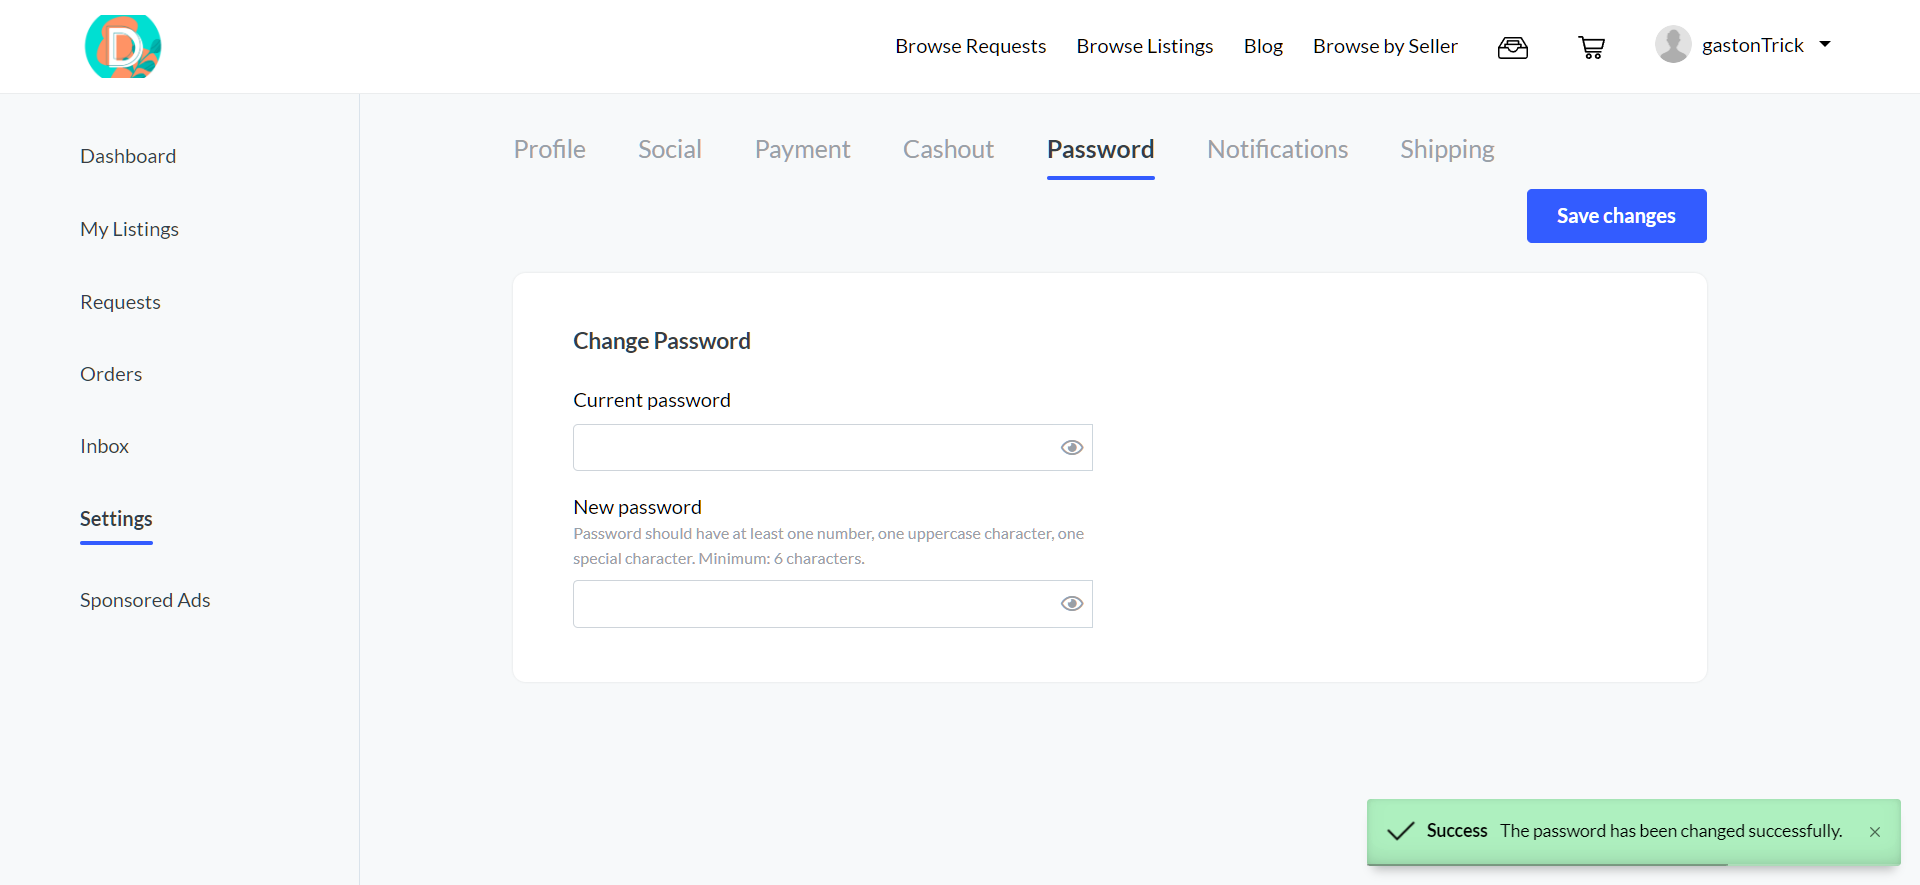 D
Browse Requests
Browse Listings
Blog
Browse by Seller
gastonTrick
Dashboard
My Listings
Requests
Orders
Inbox
Settings
Sponsored Ads
Profile
Social
Payment
Cashout
Password
Notifications
Shipping
Save changes
Change Password
Current password
New password
Password should have at least one number, one uppercase character, one
special character. Minimum: 6 characters.
Success The password has been changed successfully.